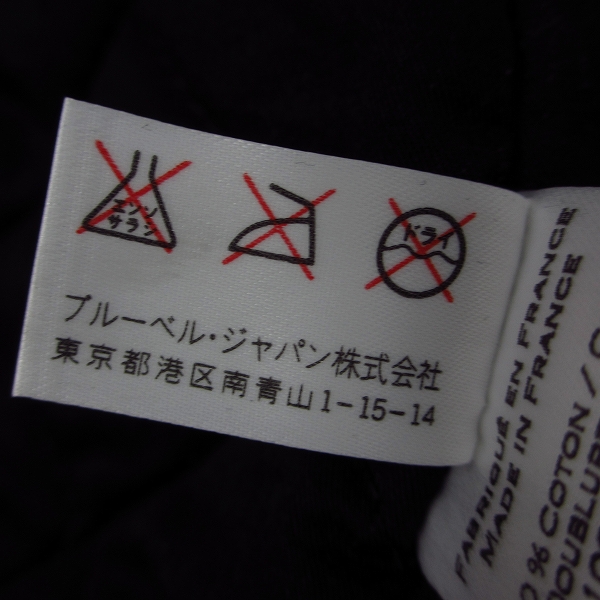 エンソ
サラシ
ドライ
ブルーベル・ジャパン株式会社
東京都港区南青山1-15-14
FABRIQUÉ EN FRANCE
MADE IN FRANCE
% COTON /
DOUBLURE